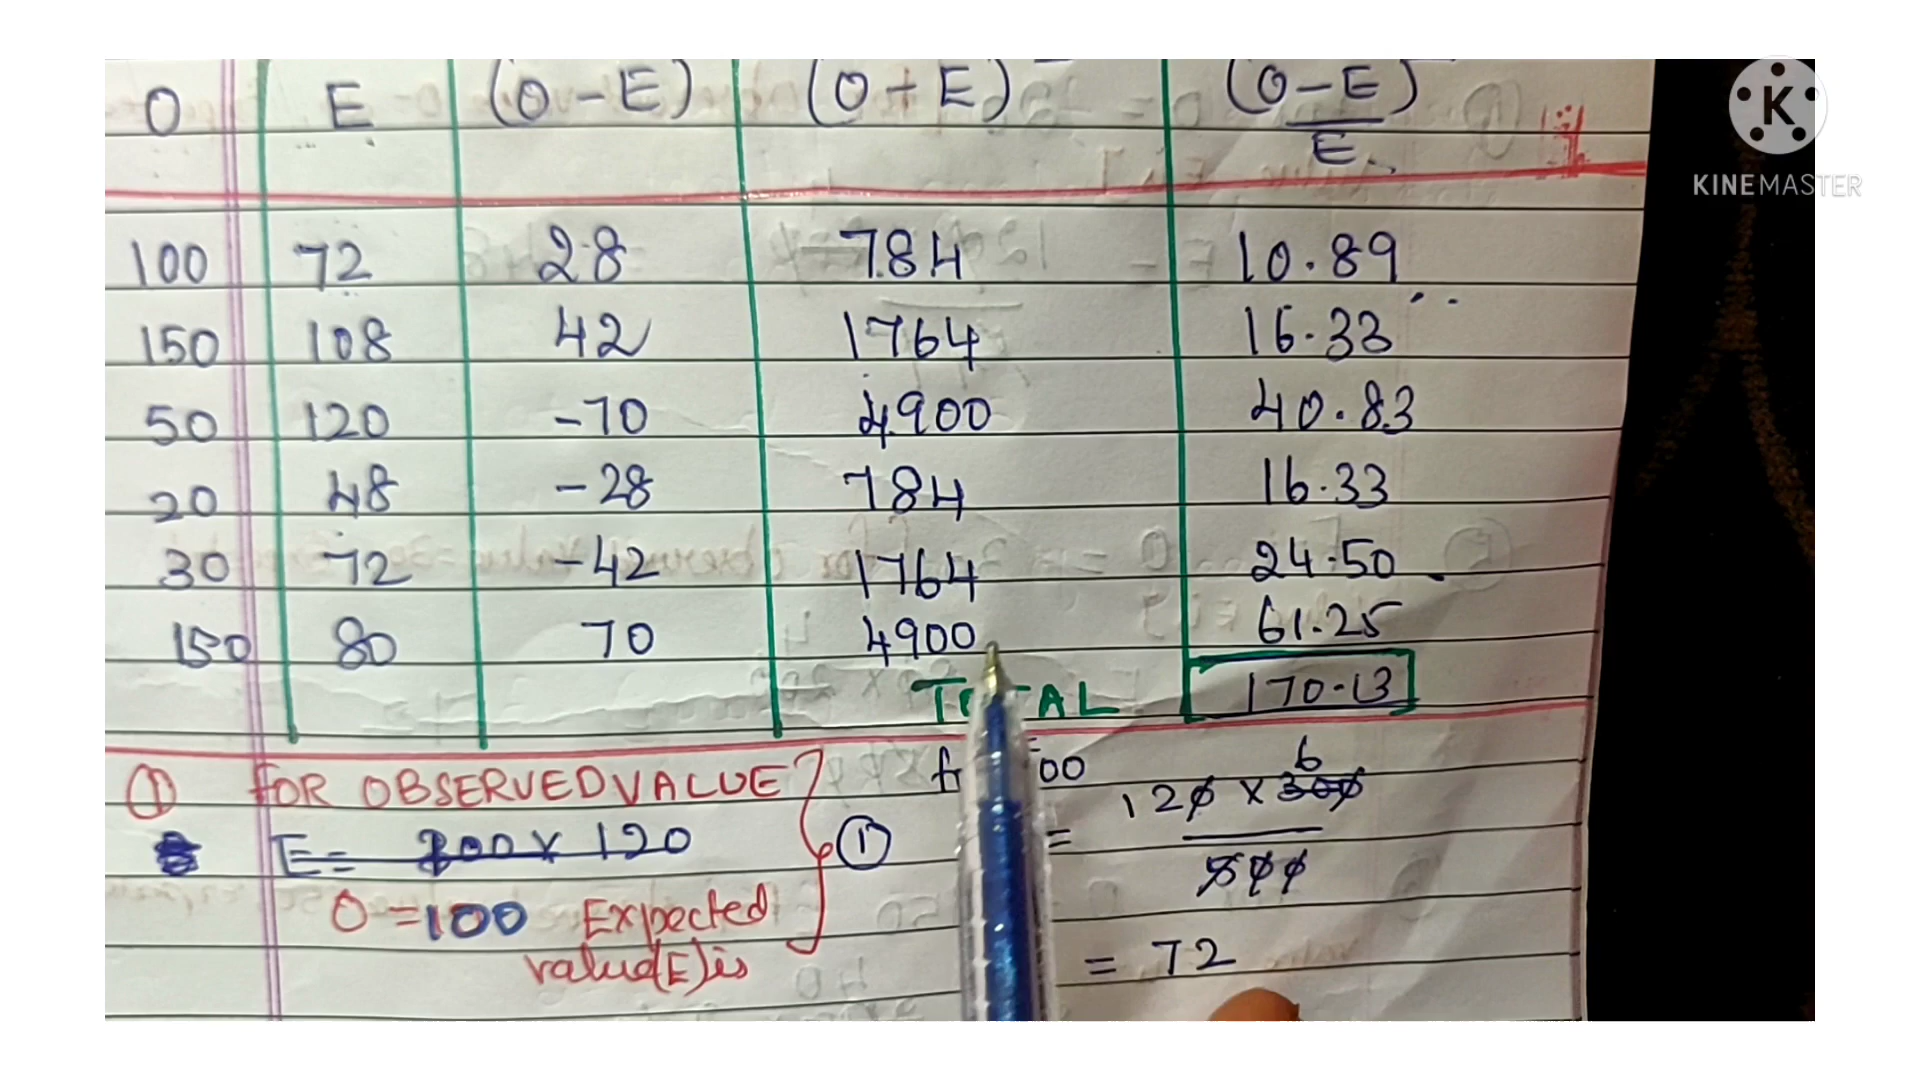 O E (O-E) (O+E) (O-E)
E
100 72 28 784 10.89
150 108 42 1764 16.33
50 120 -70 4900 40.83
20 48 -28 784 16.33
30 72 -42 1764 24.50
150 80 70 4900 61.25
TOTAL 170.13
① FOR OBSERVED VALUE
E = 200 x 120
O = 100 Expected
value(E) is
6
① = 120 x 300
500
= 72
K
KINEMASTER